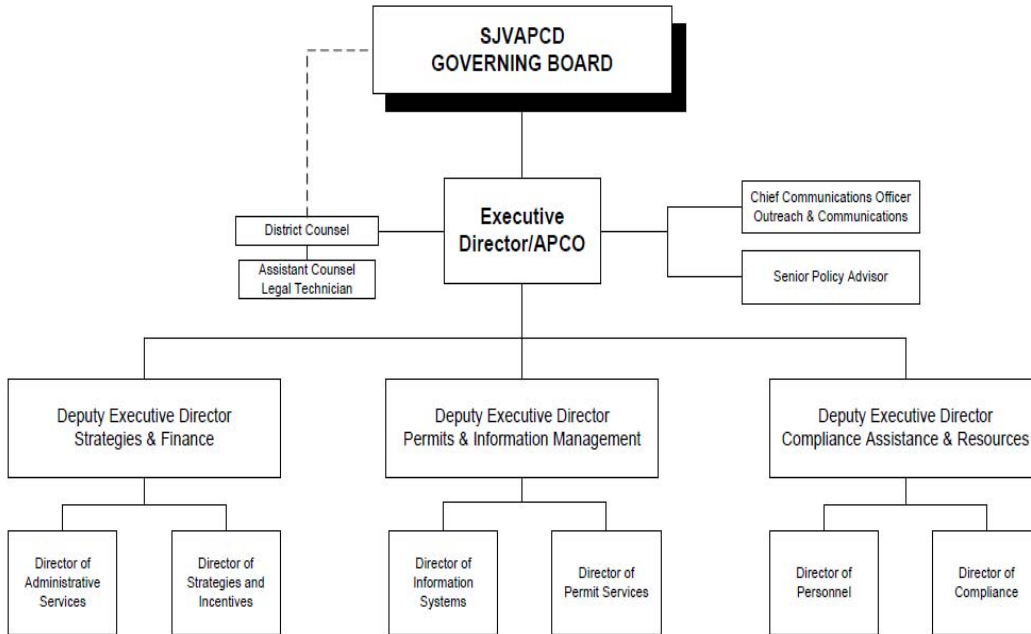 SJVAPCD
GOVERNING BOARD
Executive
Director/APCO
District Counsel
Assistant Counsel
Legal Technician
Chief Communications Officer
Outreach & Communications
Senior Policy Advisor
Deputy Executive Director
Strategies & Finance
Deputy Executive Director
Permits & Information Management
Deputy Executive Director
Compliance Assistance & Resources
Director of
Administrative
Services
Director of
Strategies and
Incentives
Director of
Information
Systems
Director of
Permit Services
Director of
Personnel
Director of
Compliance